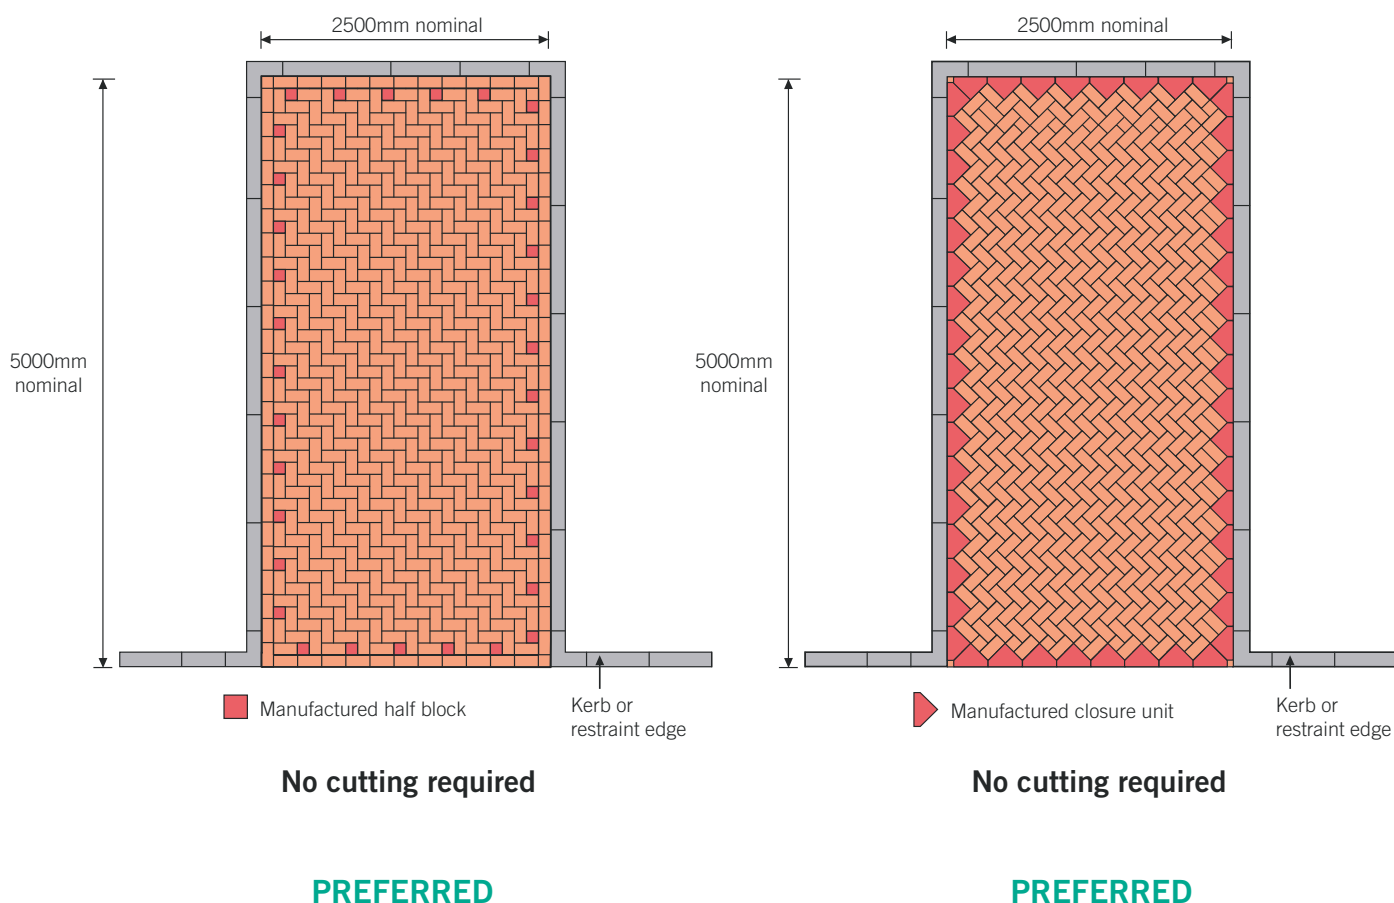 2500mm nominal
2500mm nominal
5000mm
nominal
5000mm
nominal
Manufactured half block
Kerb or
restraint edge
Manufactured closure unit
Kerb or
restraint edge
No cutting required
No cutting required
PREFERRED
PREFERRED